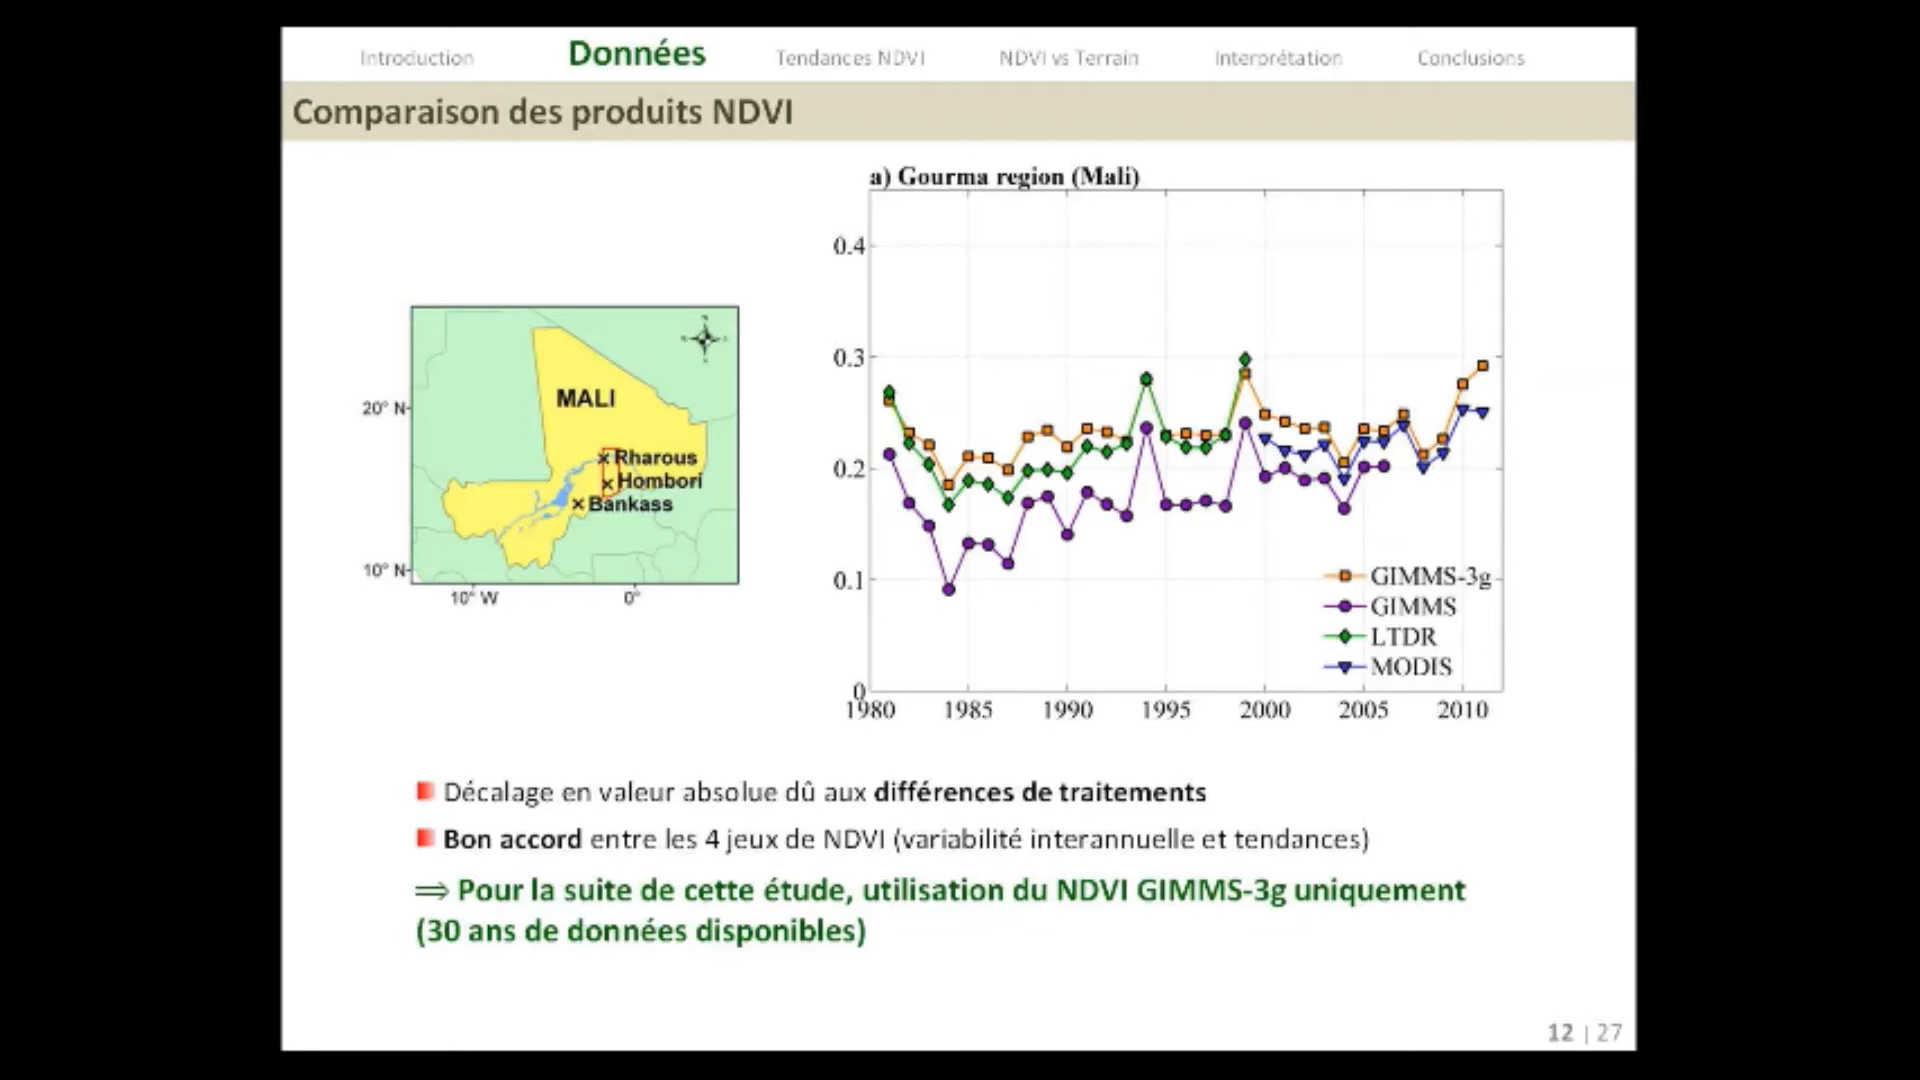 Introduction
Données
Tendances NDVI
NDVI vs Terrain
Interprétation
Conclusions
Comparaison des produits NDVI
a) Gourma region (Mali)
0.4
0.3
0.2
0.1
0
1980
1985
1990
1995
2000
2005
2010
GIMMS-3g
GIMMS
LTDR
MODIS
MALI
Rharous
Hombori
Bankass
20° N
10° N
10° W
0°
Décalage en valeur absolue dû aux différences de traitements
Bon accord entre les 4 jeux de NDVI (variabilité interannuelle et tendances)
⟹ Pour la suite de cette étude, utilisation du NDVI GIMMS-3g uniquement
(30 ans de données disponibles)
12 | 27